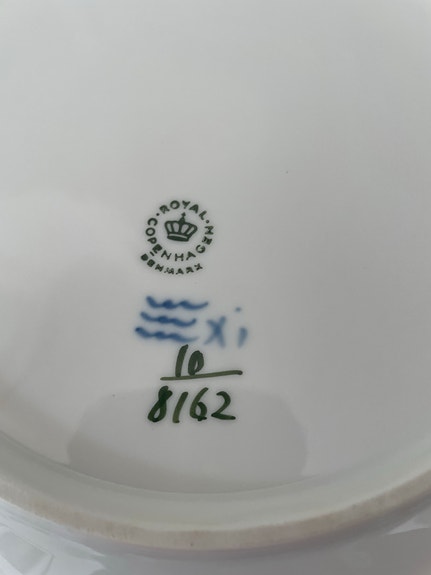 ROYAL
COPENHAGEN
DENMARK
xi
10
8162